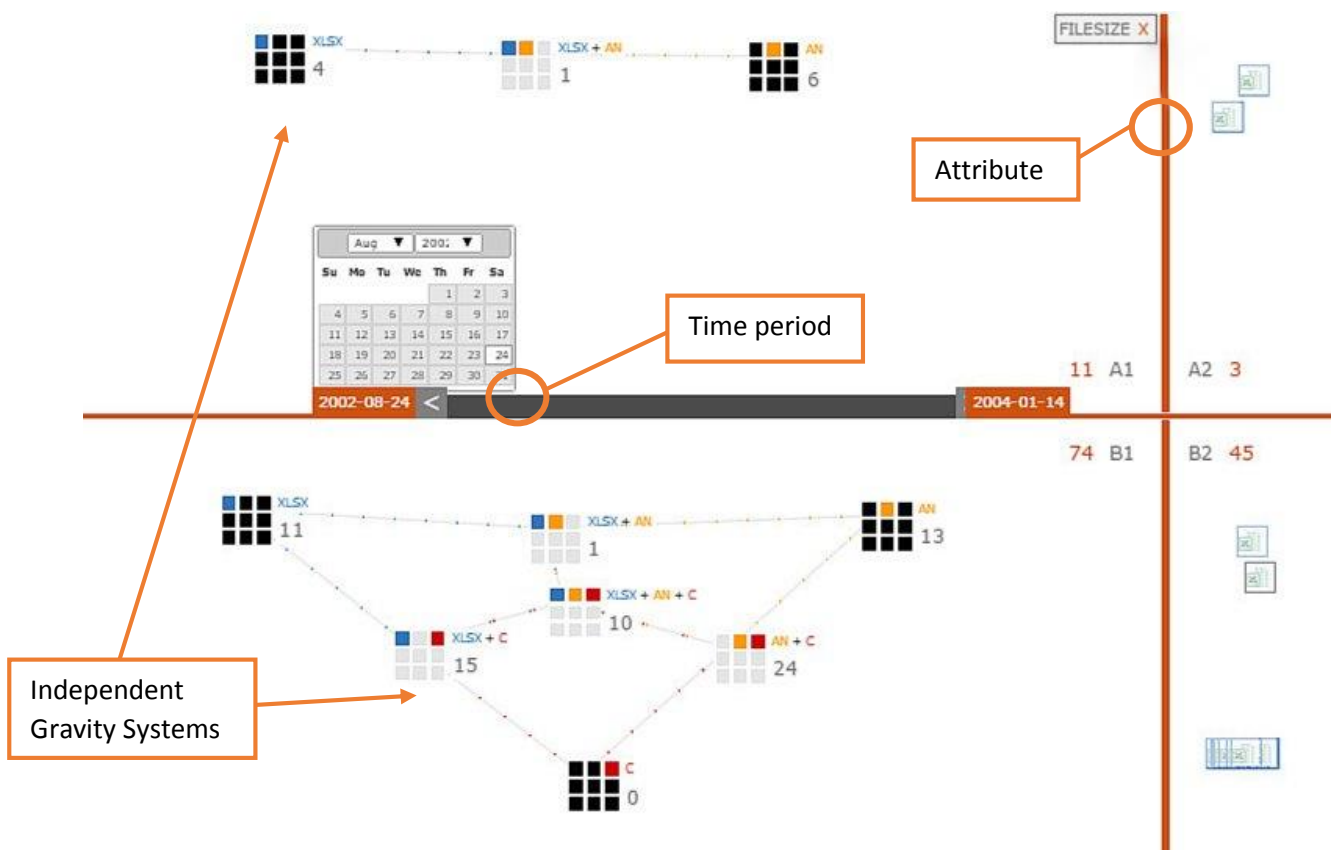 XLSX
4
XLSX + AN
1
AN
6
FILESIZE X
Attribute
Aug ▼ 2002 ▼
Su Mo Tu We Th Fr Sa
1 2 3
4 5 6 7 8 9 10
11 12 13 14 15 16 17
18 19 20 21 22 23 24
25 26 27 28 29 30 31
Time period
11 A1 A2 3
2002-08-24 <
2004-01-14
74 B1 B2 45
XLSX
11
XLSX + AN
1
AN
13
XLSX + AN + C
10
XLSX + C
15
AN + C
24
Independent
Gravity Systems
C
0